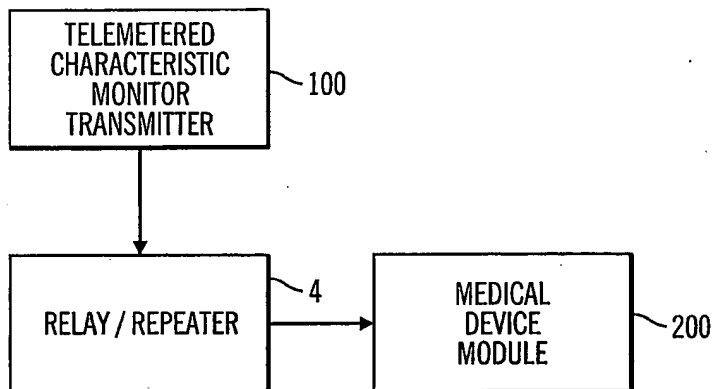 TELEMETERED
CHARACTERISTIC
MONITOR
TRANSMITTER
100
RELAY / REPEATER
4
MEDICAL
DEVICE
MODULE
200